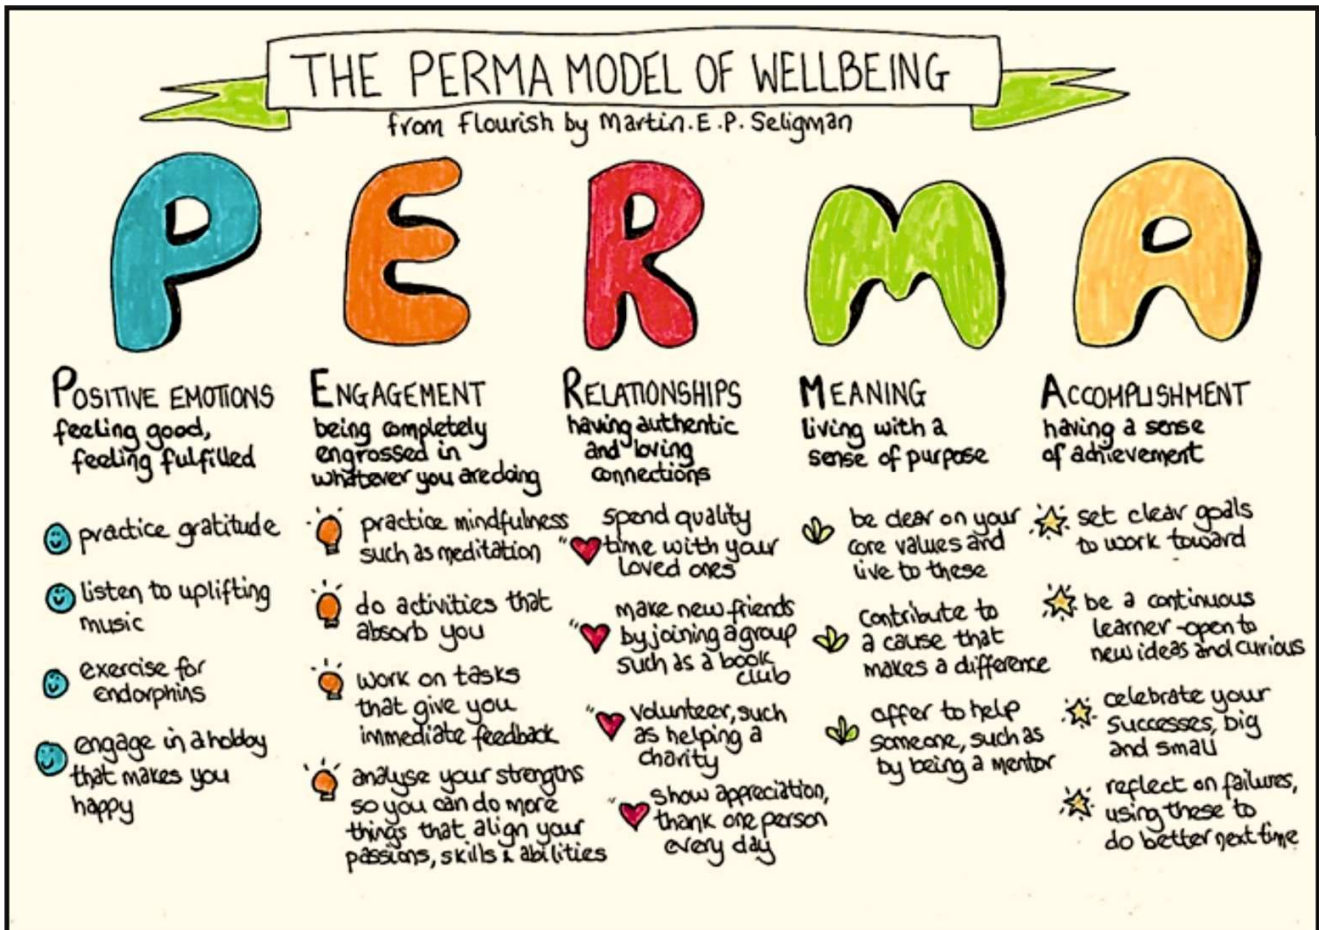 THE PERMA MODEL OF WELLBEING
from Flourish by Martin.E.P. Seligman
PERMA
POSITIVE EMOTIONS
feeling good,
feeling fulfilled
practice gratitude
listen to uplifting
music
exercise for
endorphins
engage in a hobby
that makes you
happy
ENGAGEMENT
being completely
engrossed in
whatever you are doing
practice mindfulness
such as meditation
do activities that
absorb you
work on tasks
that give you
immediate feedback
analyse your strengths
so you can do more
things that align your
passions, skills & abilities
RELATIONSHIPS
having authentic
and loving
connections
spend quality
time with your
loved ones
make new friends
by joining a group
such as a book
club
volunteer, such
as helping a
charity
show appreciation,
thank one person
every day
MEANING
living with a
sense of purpose
be clear on your
core values and
live to these
contribute to
a cause that
makes a difference
offer to help
someone, such as
by being a mentor
ACCOMPLISHMENT
having a sense
of achievement
set clear goals
to work toward
be a continuous
learner - open to
new ideas and curious
celebrate your
successes, big
and small
reflect on failures,
using these to
do better next time